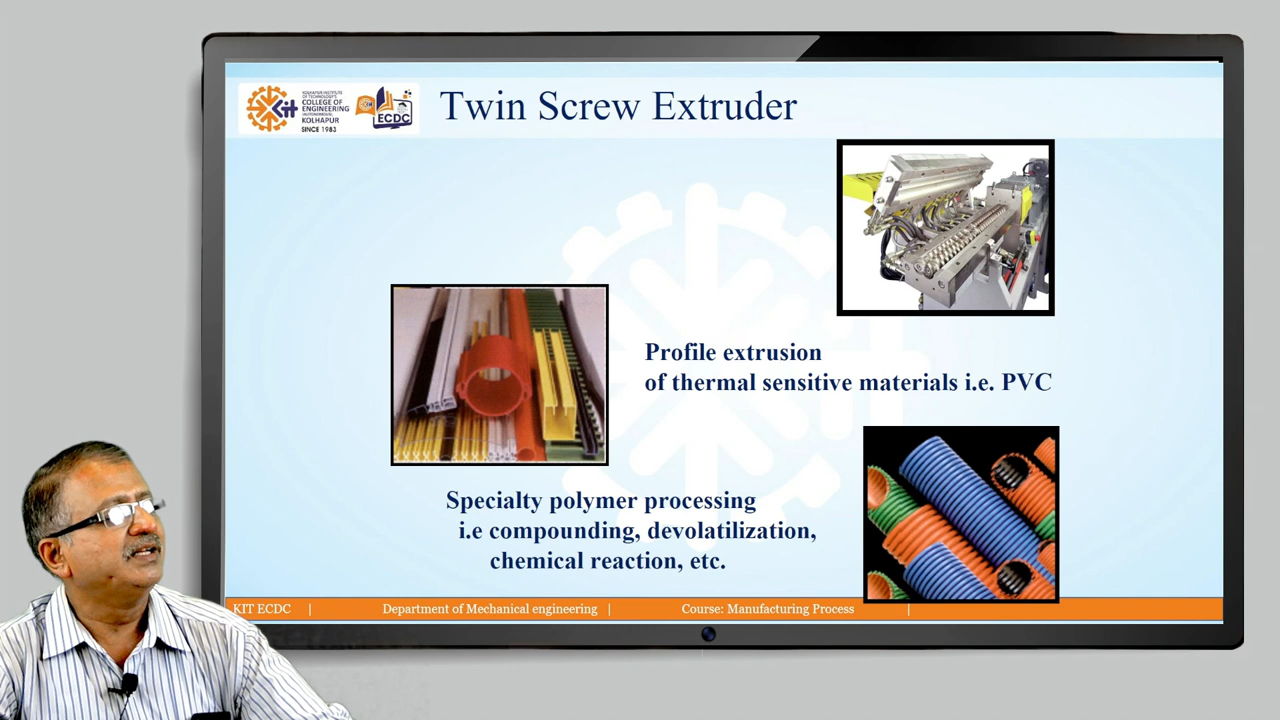 KOLHAPUR INSTITUTE
OF TECHNOLOGY'S
COLLEGE OF
ENGINEERING
(AUTONOMOUS),
KOLHAPUR
SINCE 1983
KIT
ECDC
Twin Screw Extruder
Profile extrusion
of thermal sensitive materials i.e. PVC
Specialty polymer processing
i.e compounding, devolatilization,
chemical reaction, etc.
KIT ECDC | Department of Mechanical engineering | Course: Manufacturing Process |